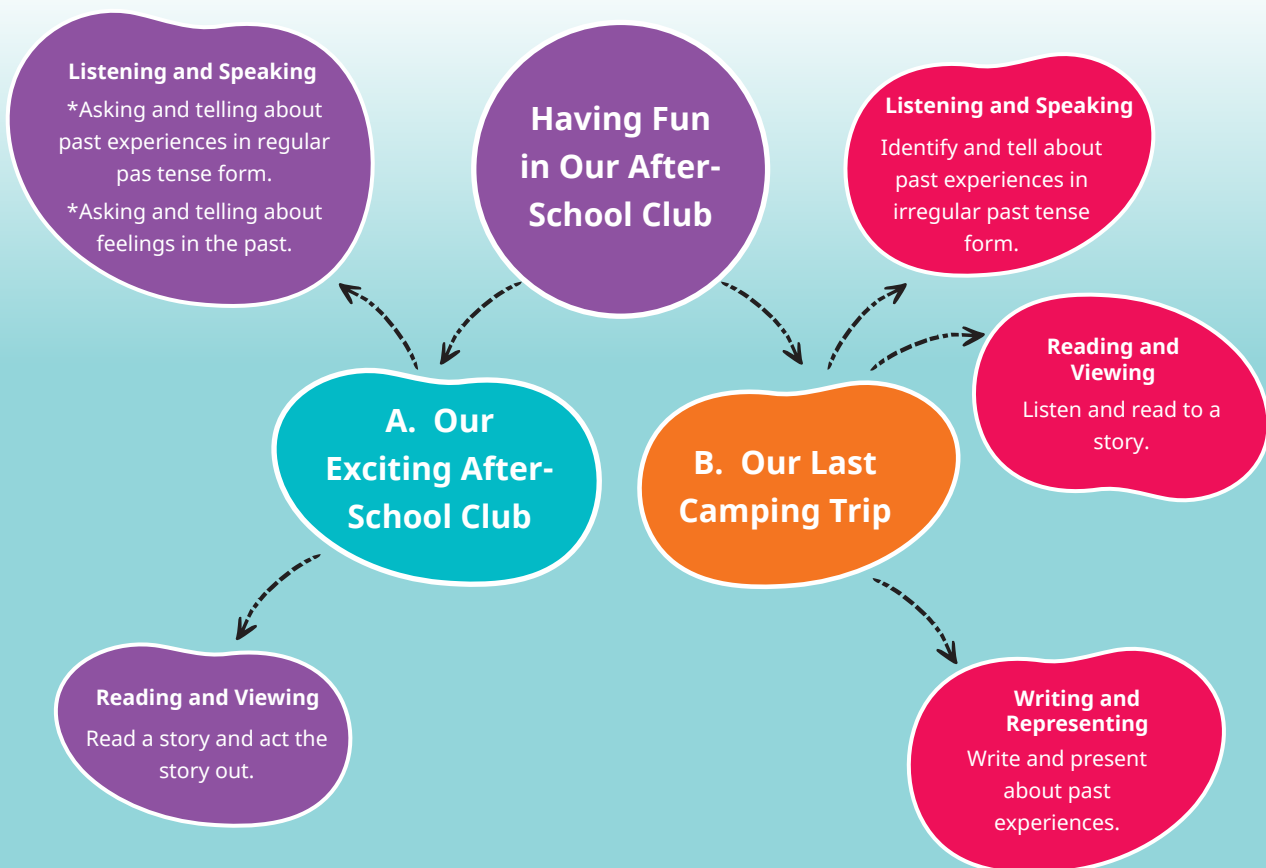 Listening and Speaking
*Asking and telling about
past experiences in regular
pas tense form.
*Asking and telling about
feelings in the past.
Having Fun
in Our After-
School Club
Listening and Speaking
Identify and tell about
past experiences in
irregular past tense
form.
Reading and
Viewing
Listen and read to a
story.
A. Our
Exciting After-
School Club
B. Our Last
Camping Trip
Reading and Viewing
Read a story and act the
story out.
Writing and
Representing
Write and present
about past
experiences.